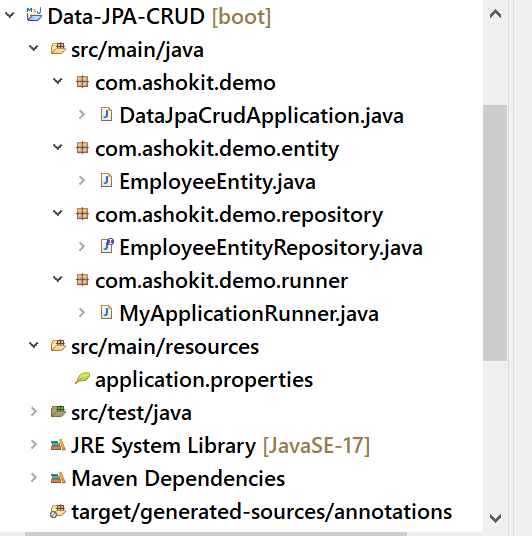 Data-JPA-CRUD [boot]
src/main/java
com.ashokit.demo
DataJpaCrudApplication.java
com.ashokit.demo.entity
EmployeeEntity.java
com.ashokit.demo.repository
EmployeeEntityRepository.java
com.ashokit.demo.runner
MyApplicationRunner.java
src/main/resources
application.properties
src/test/java
JRE System Library [JavaSE-17]
Maven Dependencies
target/generated-sources/annotations